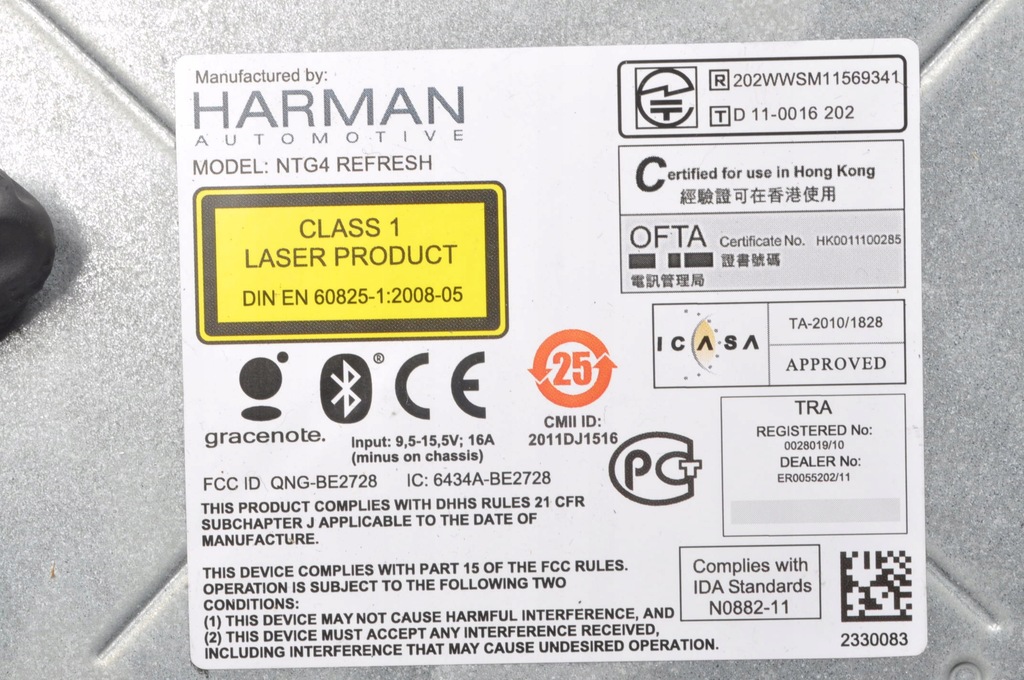 Manufactured by:
HARMAN
AUTOMOTIVE
MODEL: NTG4 REFRESH
CLASS 1
LASER PRODUCT
DIN EN 60825-1:2008-05
gracenote.
®
CE
Input: 9,5-15,5V; 16A
(minus on chassis)
25
CMII ID:
2011DJ1516
FCC ID QNG-BE2728 IC: 6434A-BE2728
THIS PRODUCT COMPLIES WITH DHHS RULES 21 CFR
SUBCHAPTER J APPLICABLE TO THE DATE OF
MANUFACTURE.
THIS DEVICE COMPLIES WITH PART 15 OF THE FCC RULES.
OPERATION IS SUBJECT TO THE FOLLOWING TWO
CONDITIONS:
(1) THIS DEVICE MAY NOT CAUSE HARMFUL INTERFERENCE, AND
(2) THIS DEVICE MUST ACCEPT ANY INTERFERENCE RECEIVED,
INCLUDING INTERFERENCE THAT MAY CAUSE UNDESIRED OPERATION.
R 202WWSM11569341
T D 11-0016 202
Certified for use in Hong Kong
經驗證可在香港使用
OFTA Certificate No. HK0011100285
證書號碼
電訊管理局
ICASA
TA-2010/1828
APPROVED
TRA
REGISTERED No:
0028019/10
DEALER No:
ER0055202/11
РСТ
Complies with
IDA Standards
N0882-11
2330083